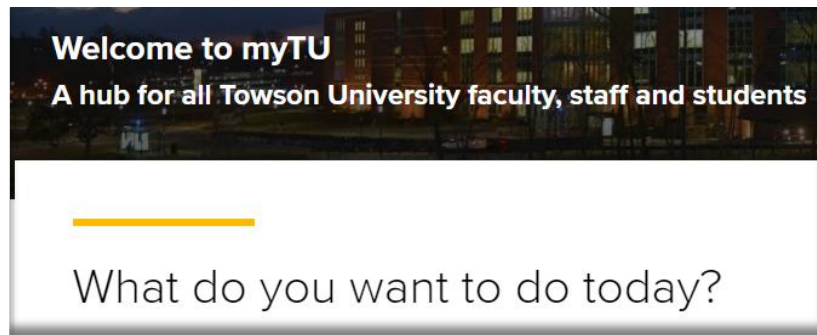 Welcome to myTU
A hub for all Towson University faculty, staff and students
What do you want to do today?